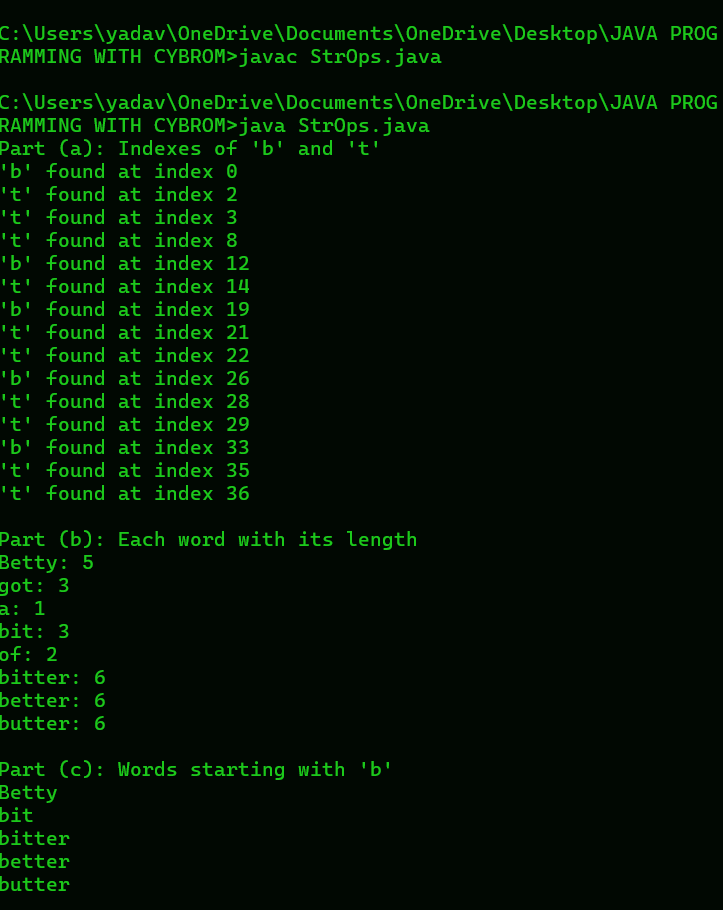 C:\Users\yadav\OneDrive\Documents\OneDrive\Desktop\JAVA PROG
RAMMING WITH CYBROM>javac StrOps.java
C:\Users\yadav\OneDrive\Documents\OneDrive\Desktop\JAVA PROG
RAMMING WITH CYBROM>java StrOps.java
Part (a): Indexes of 'b' and 't'
'b' found at index 0
't' found at index 2
't' found at index 3
't' found at index 8
'b' found at index 12
't' found at index 14
'b' found at index 19
't' found at index 21
't' found at index 22
'b' found at index 26
't' found at index 28
't' found at index 29
'b' found at index 33
't' found at index 35
't' found at index 36
Part (b): Each word with its length
Betty: 5
got: 3
a: 1
bit: 3
of: 2
bitter: 6
better: 6
butter: 6
Part (c): Words starting with 'b'
Betty
bit
bitter
better
butter